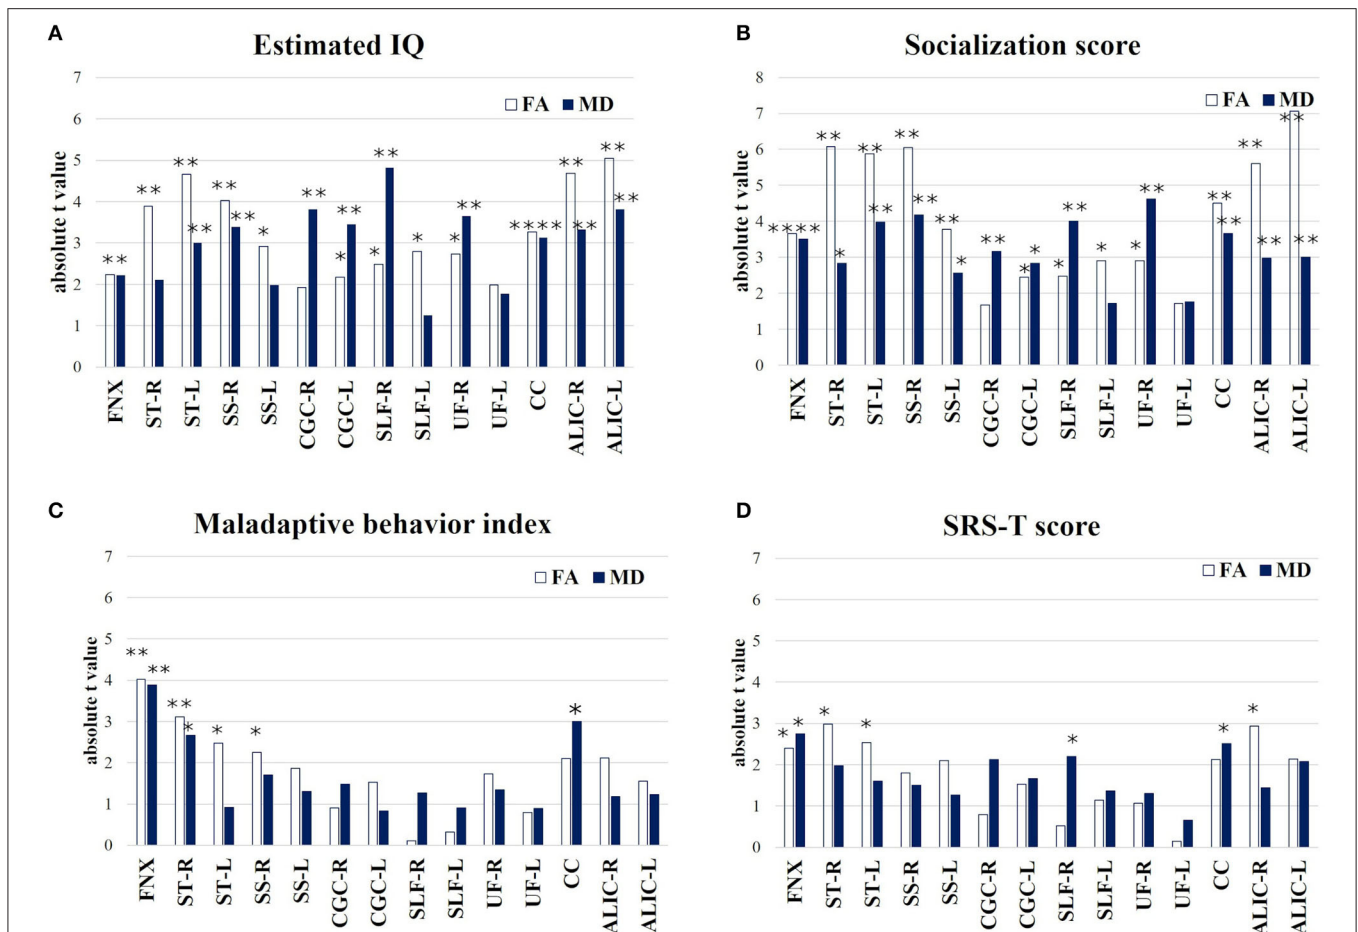 A
Estimated IQ
absolute t value
7
6
5
4
3
2
1
0
FA MD
** ** ** ** ** ** * ** ** * ** * * ** **** ** ** ** **
FNX ST-R ST-L SS-R SS-L CGC-R CGC-L SLF-R SLF-L UF-R UF-L CC ALIC-R ALIC-L
B
Socialization score
absolute t value
8
7
6
5
4
3
2
1
0
FA MD
**** ** * ** ** ** ** ** * ** * * * ** * * ** ** ** ** ** ** **
FNX ST-R ST-L SS-R SS-L CGC-R CGC-L SLF-R SLF-L UF-R UF-L CC ALIC-R ALIC-L
C
Maladaptive behavior index
absolute t value
7
6
5
4
3
2
1
0
FA MD
** ** ** * * * *
FNX ST-R ST-L SS-R SS-L CGC-R CGC-L SLF-R SLF-L UF-R UF-L CC ALIC-R ALIC-L
D
SRS-T score
absolute t value
7
6
5
4
3
2
1
0
FA MD
* * * * * * *
FNX ST-R ST-L SS-R SS-L CGC-R CGC-L SLF-R SLF-L UF-R UF-L CC ALIC-R ALIC-L